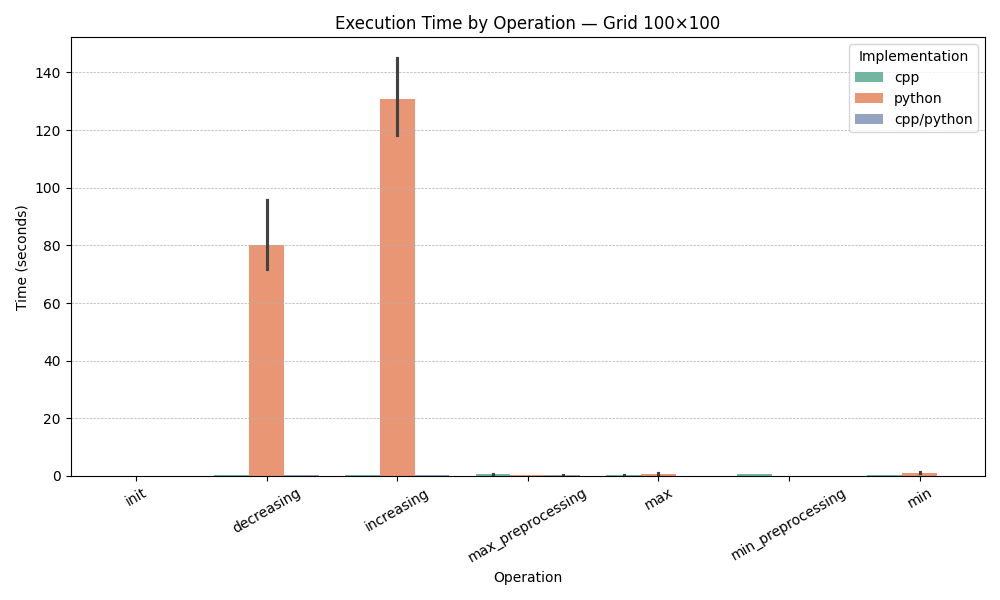 Execution Time by Operation — Grid 100×100
Implementation
cpp
python
cpp/python
Time (seconds)
140
120
100
80
60
40
20
0
init
decreasing
increasing
max_preprocessing
max
min_preprocessing
min
Operation